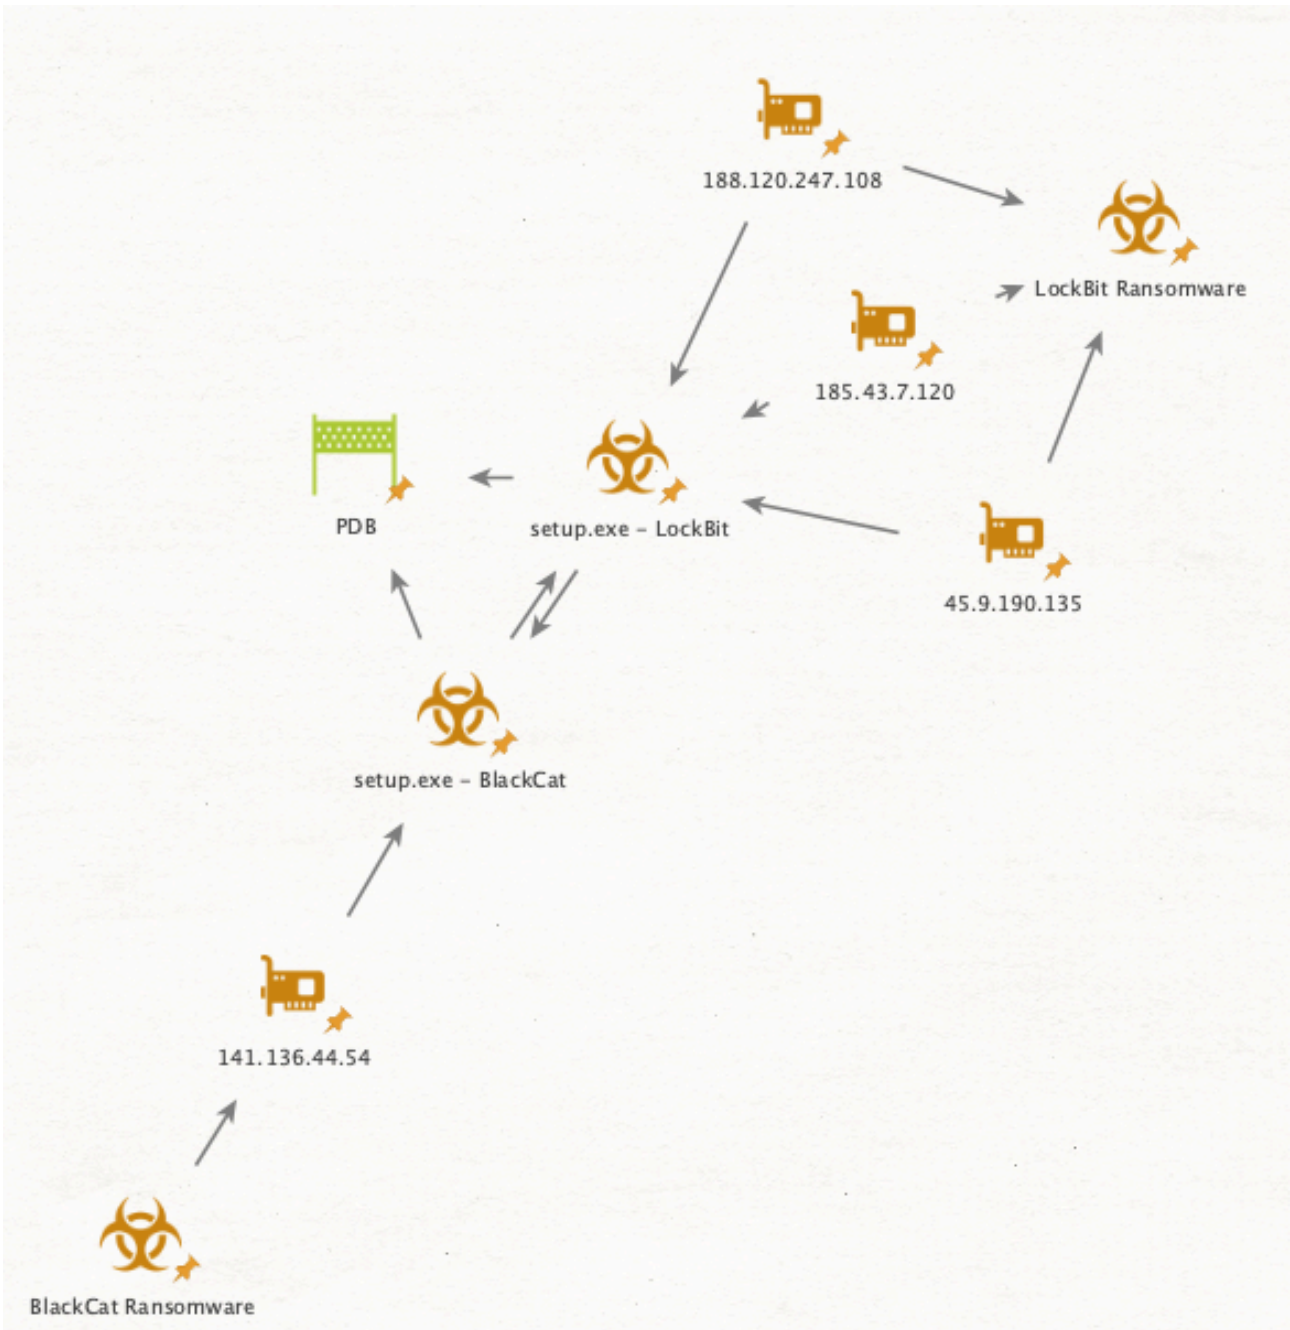 188.120.247.108
LockBit Ransomware
185.43.7.120
PDB
setup.exe – LockBit
45.9.190.135
setup.exe – BlackCat
141.136.44.54
BlackCat Ransomware